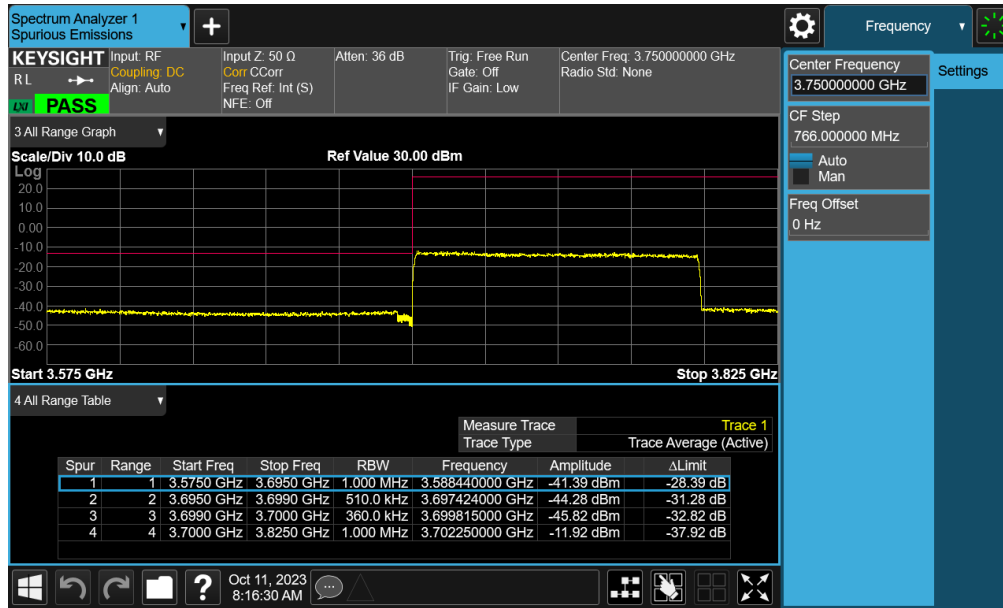 Spectrum Analyzer 1
Spurious Emissions
+
Frequency
KEYSIGHT
RL
LXI PASS
Input: RF
Coupling: DC
Align: Auto
Input Z: 50 Ω
Corr CCorr
Freq Ref: Int (S)
NFE: Off
Atten: 36 dB
Trig: Free Run
Gate: Off
IF Gain: Low
Center Freq: 3.750000000 GHz
Radio Std: None
Center Frequency
3.750000000 GHz
Settings
CF Step
766.000000 MHz
Auto
Man
Freq Offset
0 Hz
3 All Range Graph
Scale/Div 10.0 dB Ref Value 30.00 dBm
Log
20.0
10.0
0.00
-10.0
-20.0
-30.0
-40.0
-50.0
-60.0
Start 3.575 GHz Stop 3.825 GHz
4 All Range Table
Measure Trace Trace 1
Trace Type Trace Average (Active)
Spur Range Start Freq Stop Freq RBW Frequency Amplitude ΔLimit
1 1 3.5750 GHz 3.6950 GHz 1.000 MHz 3.588440000 GHz -41.39 dBm -28.39 dB
2 2 3.6950 GHz 3.6990 GHz 510.0 kHz 3.697424000 GHz -44.28 dBm -31.28 dB
3 3 3.6990 GHz 3.7000 GHz 360.0 kHz 3.699815000 GHz -45.82 dBm -32.82 dB
4 4 3.7000 GHz 3.8250 GHz 1.000 MHz 3.702250000 GHz -11.92 dBm -37.92 dB
?
Oct 11, 2023
8:16:30 AM